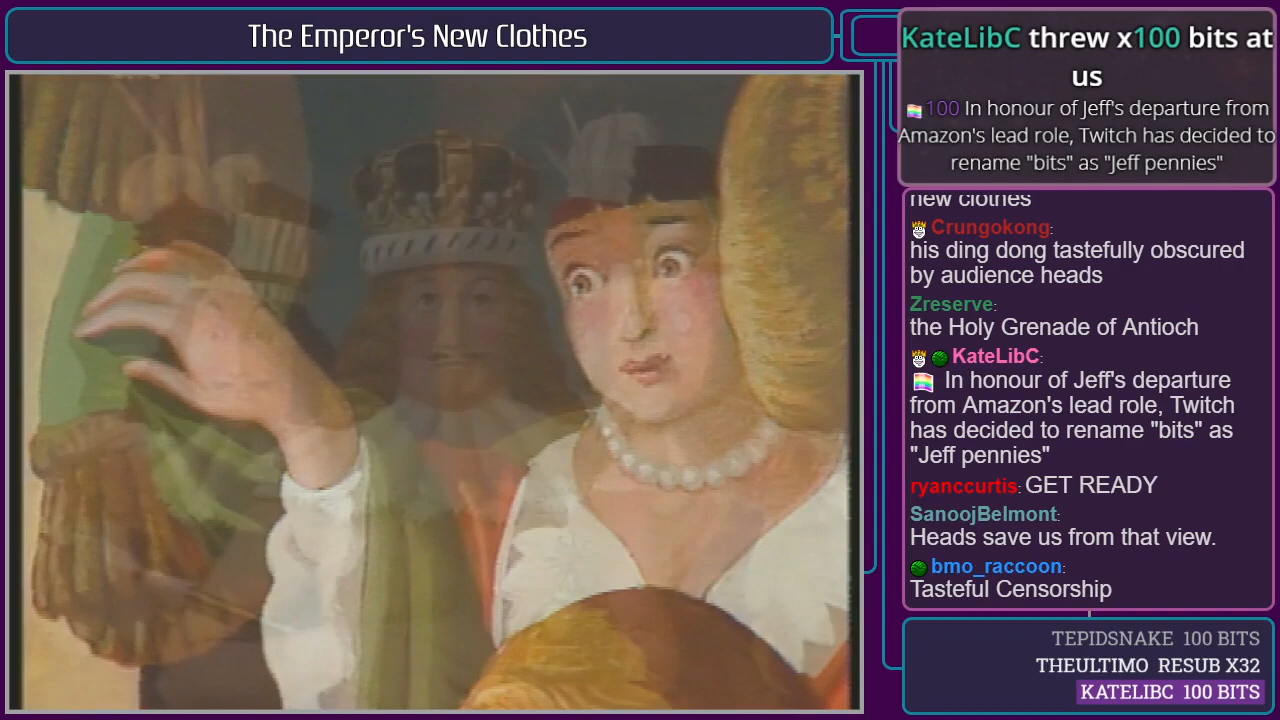 The Emperor's New Clothes
KateLibC threw x100 bits at
us
100 In honour of Jeff's departure from
Amazon's lead role, Twitch has decided to
rename "bits" as "Jeff pennies"
new clothes
Crungokong:
his ding dong tastefully obscured
by audience heads
Zreserve:
the Holy Grenade of Antioch
KateLibC:
In honour of Jeff's departure
from Amazon's lead role, Twitch
has decided to rename "bits" as
"Jeff pennies"
ryanccurtis: GET READY
SanoojBelmont:
Heads save us from that view.
bmo_raccoon:
Tasteful Censorship
TEPIDSNAKE 100 BITS
THEULTIMO RESUB X32
KATELIBC 100 BITS